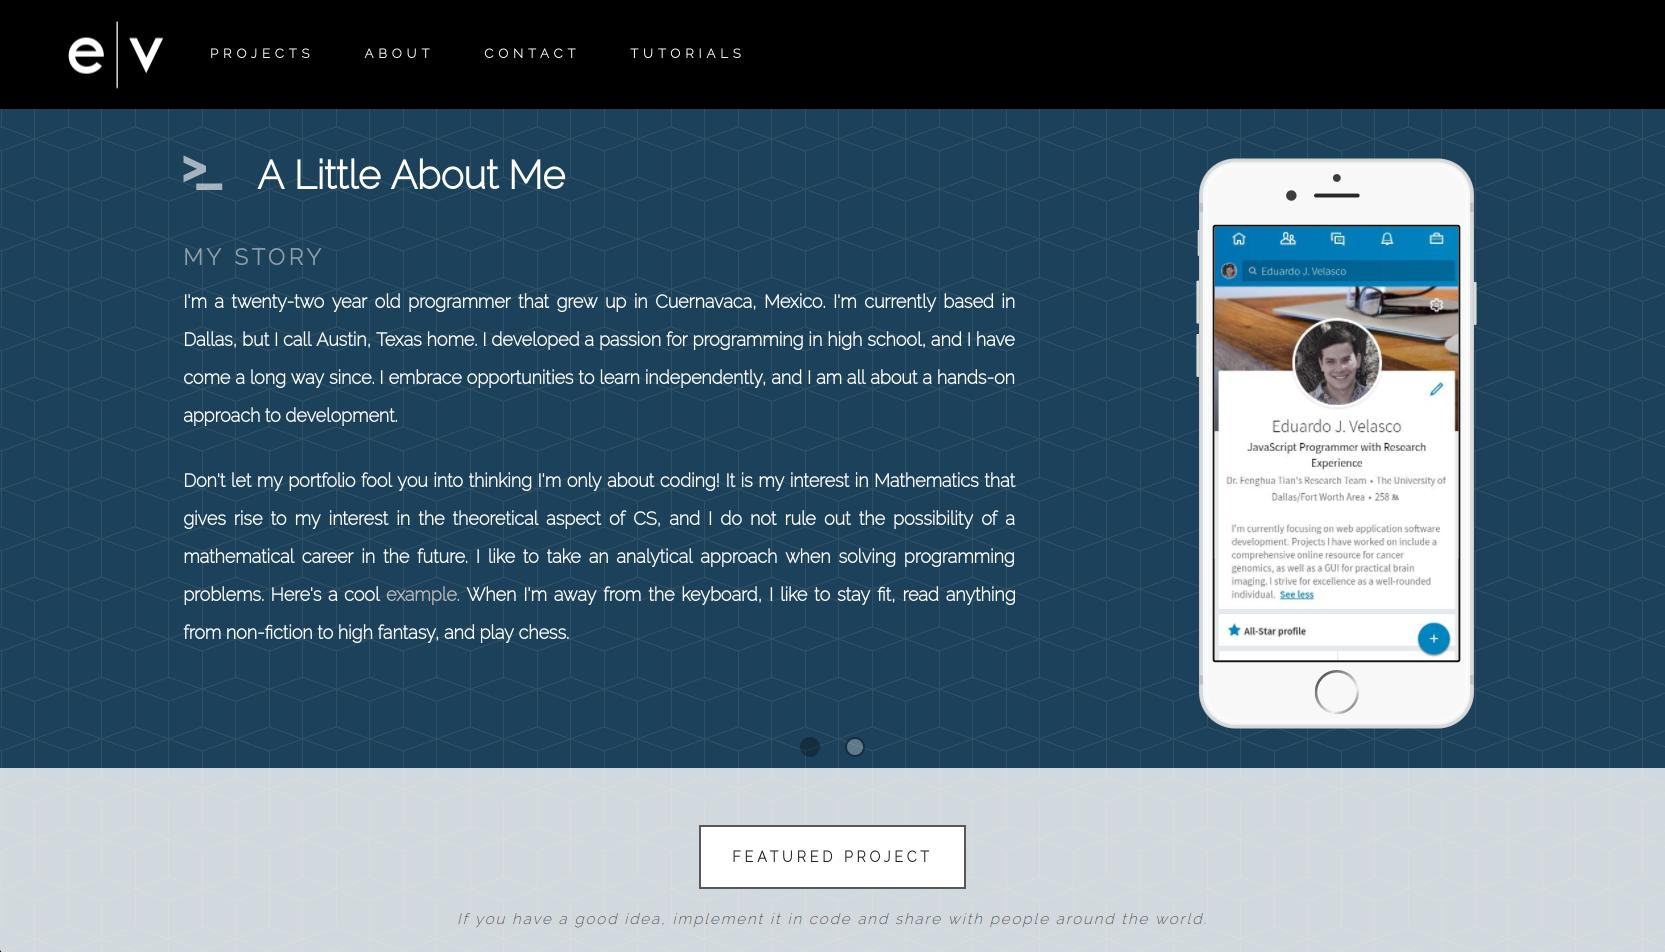 e|v
PROJECTS
ABOUT
CONTACT
TUTORIALS
>_ A Little About Me
MY STORY
I'm a twenty-two year old programmer that grew up in Cuernavaca, Mexico. I'm currently based in
Dallas, but I call Austin, Texas home. I developed a passion for programming in high school, and I have
come a long way since. I embrace opportunities to learn independently, and I am all about a hands-on
approach to development.
Don't let my portfolio fool you into thinking I'm only about coding! It is my interest in Mathematics that
gives rise to my interest in the theoretical aspect of CS, and I do not rule out the possibility of a
mathematical career in the future. I like to take an analytical approach when solving programming
problems. Here's a cool example. When I'm away from the keyboard, I like to stay fit, read anything
from non-fiction to high fantasy, and play chess.
Eduardo J. Velasco
Eduardo J. Velasco
JavaScript Programmer with Research
Experience
Dr. Fenghua Tian's Research Team • The University of
Dallas/Fort Worth Area • 258
I'm currently focusing on web application software
development. Projects I have worked on include a
comprehensive online resource for cancer
genomics, as well as a GUI for practical brain
imaging. I strive for excellence as a well-rounded
individual. See less
All-Star profile
+
FEATURED PROJECT
If you have a good idea, implement it in code and share with people around the world.